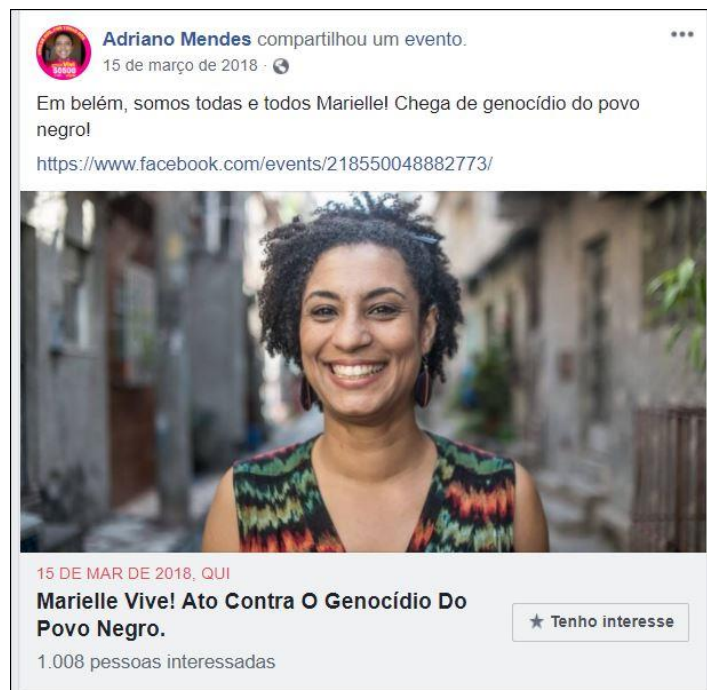 Adriano Mendes compartilhou um evento.
15 de março de 2018 ·
Em belém, somos todas e todos Marielle! Chega de genocídio do povo
negro!
https://www.facebook.com/events/218550048882773/
15 DE MAR DE 2018, QUI
Marielle Vive! Ato Contra O Genocídio Do
Povo Negro.
Tenho interesse
1.008 pessoas interessadas